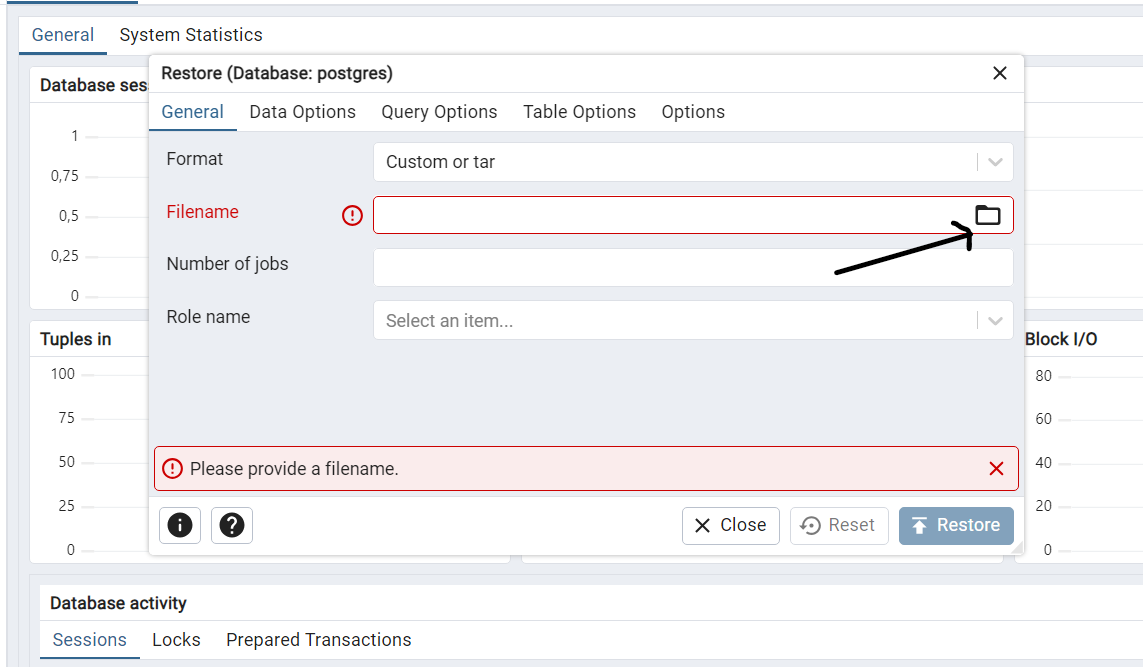 General System Statistics
Database ses
Restore (Database: postgres)
General Data Options Query Options Table Options Options
1
0,75
0,5
0,25
0
Format Custom or tar
Filename
Number of jobs
Role name Select an item...
Tuples in
100
75
50
25
0
Block I/O
80
60
40
20
0
Please provide a filename.
Close Reset Restore
Database activity
Sessions Locks Prepared Transactions